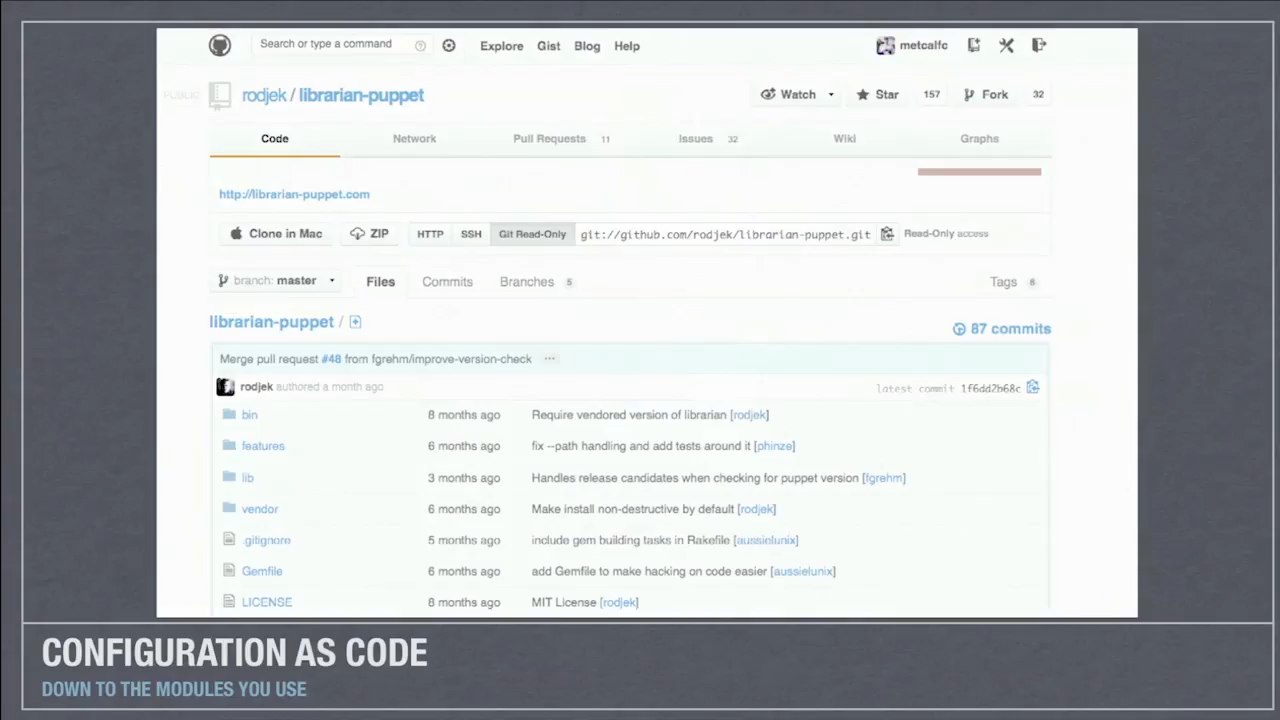 Search or type a command
Explore Gist Blog Help
metcalfc
PUBLIC rodjek / librarian-puppet
Watch Star 157 Fork 32
Code Network Pull Requests 11 Issues 32 Wiki Graphs
http://librarian-puppet.com
Clone in Mac ZIP HTTP SSH Git Read-Only git://github.com/rodjek/librarian-puppet.git Read-Only access
branch: master Files Commits Branches 5 Tags 8
librarian-puppet / 87 commits
Merge pull request #48 from fgrehm/improve-version-check ...
rodjek authored a month ago latest commit 1f6dd2b68c
bin 8 months ago Require vendored version of librarian [rodjek]
features 6 months ago fix --path handling and add tests around it [phinze]
lib 3 months ago Handles release candidates when checking for puppet version [fgrehm]
vendor 6 months ago Make install non-destructive by default [rodjek]
.gitignore 5 months ago include gem building tasks in Rakefile [aussielunix]
Gemfile 6 months ago add Gemfile to make hacking on code easier [aussielunix]
LICENSE 8 months ago MIT License [rodjek]
CONFIGURATION AS CODE
DOWN TO THE MODULES YOU USE